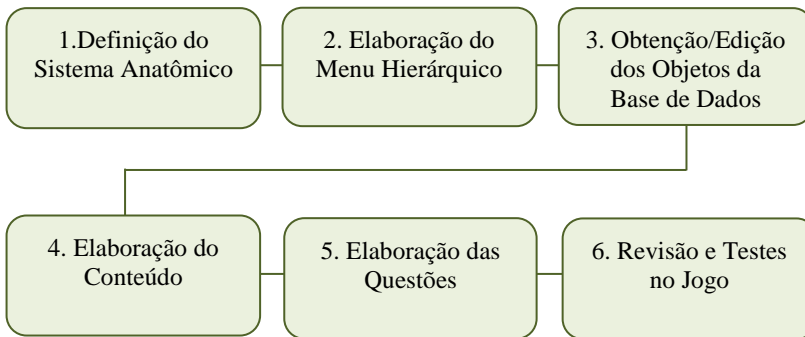 1.Definição do
Sistema Anatômico
2. Elaboração do
Menu Hierárquico
3. Obtenção/Edição
dos Objetos da
Base de Dados
4. Elaboração do
Conteúdo
5. Elaboração das
Questões
6. Revisão e Testes
no Jogo